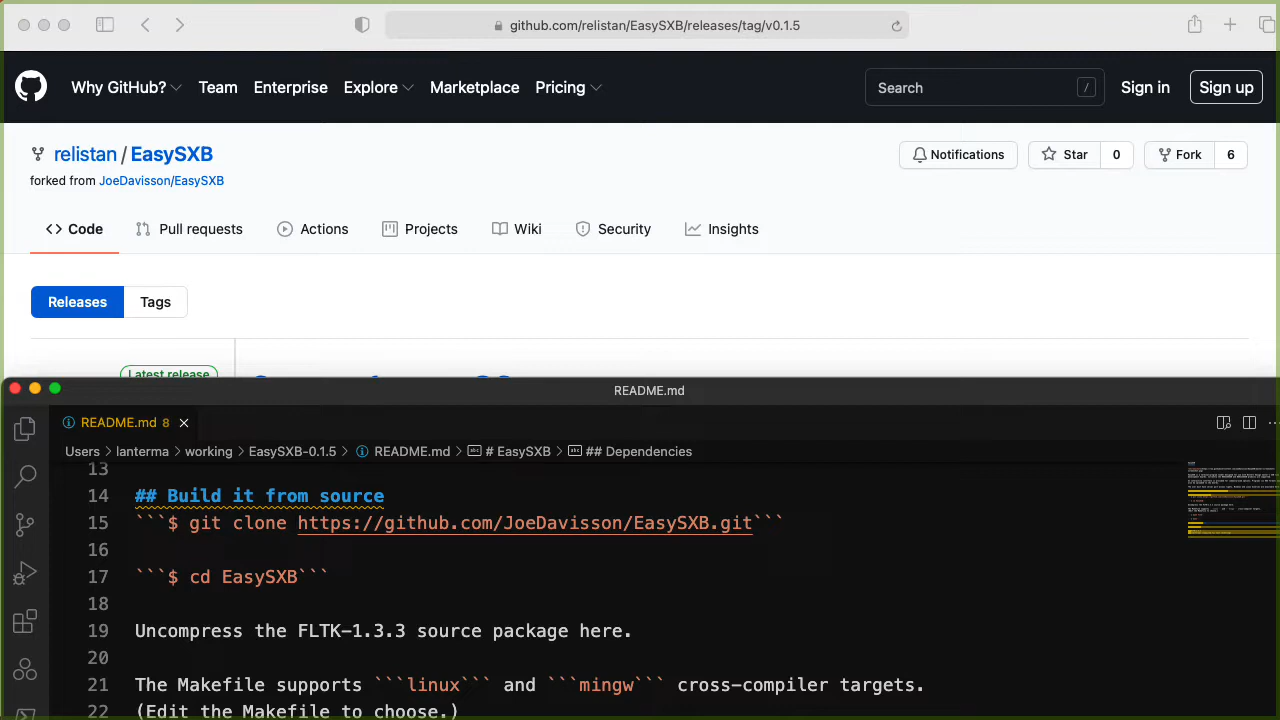 github.com/relistan/EasySXB/releases/tag/v0.1.5
Why GitHub? Team Enterprise Explore Marketplace Pricing Search / Sign in Sign up
relistan / EasySXB Notifications Star 0 Fork 6
forked from JoeDavisson/EasySXB
Code Pull requests Actions Projects Wiki Security Insights
Releases Tags
Latest release
README.md
README.md 8
Users > lanterma > working > EasySXB-0.1.5 > README.md > # EasySXB > ## Dependencies
13
14 ## Build it from source
15 ```$ git clone https://github.com/JoeDavisson/EasySXB.git```
16
17 ```$ cd EasySXB```
18
19 Uncompress the FLTK-1.3.3 source package here.
20
21 The Makefile supports ```linux``` and ```mingw``` cross-compiler targets.
22 (Edit the Makefile to choose.)